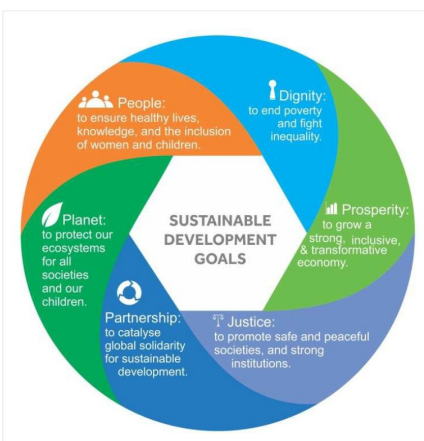 SUSTAINABLE
DEVELOPMENT
GOALS
Dignity:
to end poverty
and fight
inequality.
Prosperity:
to grow a
strong, inclusive,
& transformative
economy.
Justice:
to promote safe and peaceful
societies, and strong
institutions.
Partnership:
to catalyse
global solidarity
for sustainable
development.
Planet:
to protect our
ecosystems
for all
societies
and our
children.
People:
to ensure healthy lives,
knowledge, and the inclusion
of women and children.